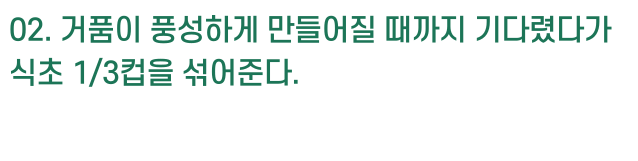 02. 거품이 풍성하게 만들어질 때까지 기다렸다가
식초 1/3컵을 섞어준다.